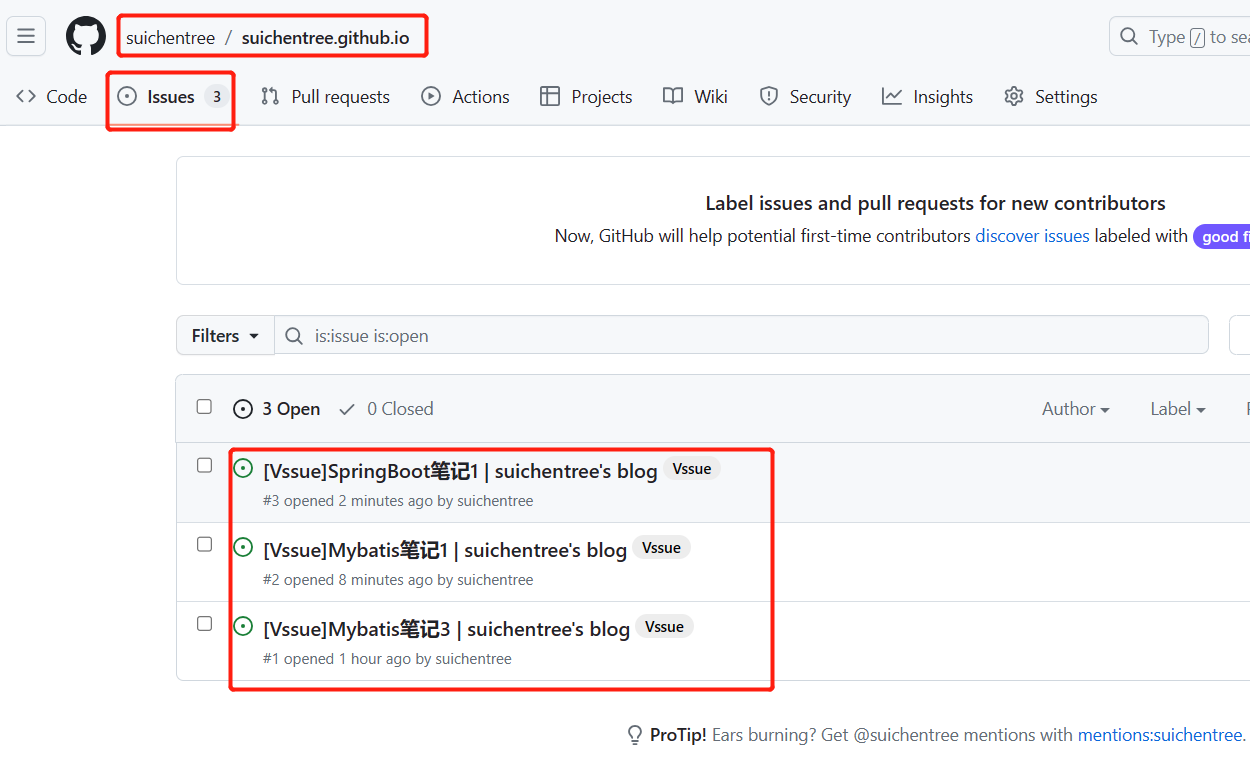 suichentree / suichentree.github.io
Type / to
Code Issues 3 Pull requests Actions Projects Wiki Security Insights Settings
Label issues and pull requests for new contributors
Now, GitHub will help potential first-time contributors discover issues labeled with good
Filters is:issue is:open
3 Open 0 Closed Author Label
[Vssue]SpringBoot笔记1 | suichentree's blog Vssue
#3 opened 2 minutes ago by suichentree
[Vssue]Mybatis笔记1 | suichentree's blog Vssue
#2 opened 8 minutes ago by suichentree
[Vssue]Mybatis笔记3 | suichentree's blog Vssue
#1 opened 1 hour ago by suichentree
ProTip! Ears burning? Get @suichentree mentions with mentions:suichentree.